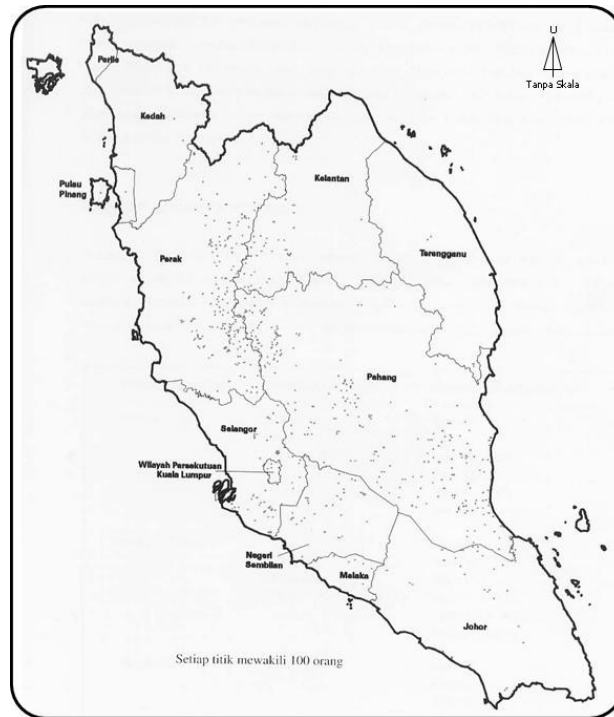 U
Tanpa Skala
Perlis
Kedah
Pulau
Pinang
Kelantan
Terengganu
Perak
Pahang
Selangor
Wilayah Persekutuan
Kuala Lumpur
Negeri
Sembilan
Melaka
Johor
Setiap titik mewakili 100 orang